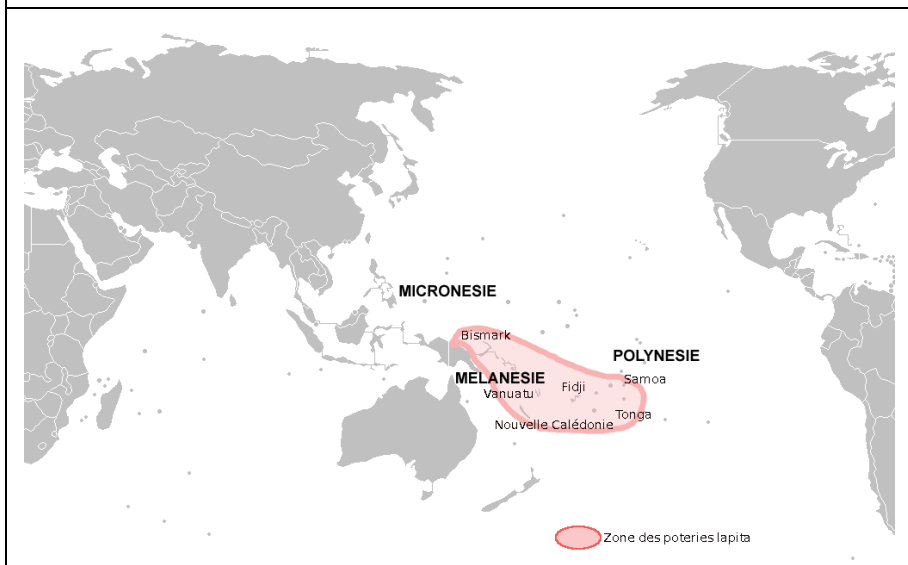 MICRONESIE
Bismark
POLYNESIE
MELANESIE
Samoa
Fidji
Vanuatu
Tonga
Nouvelle Calédonie
Zone des poteries lapita